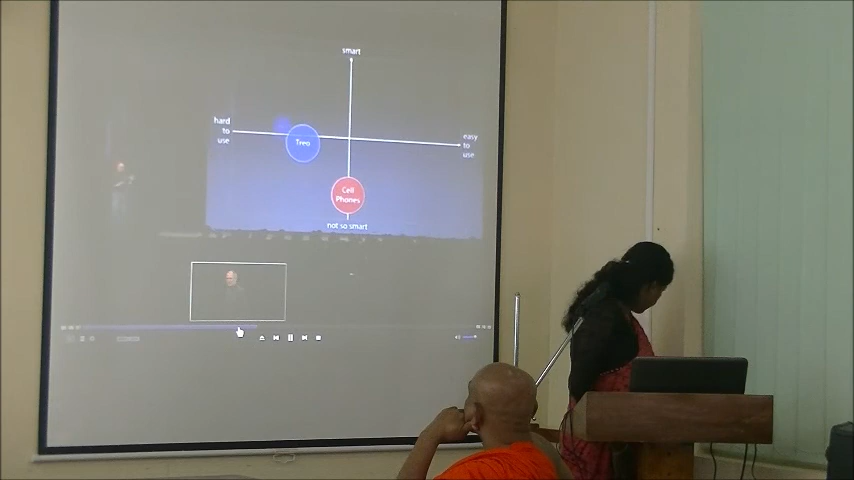 smart
hard
to
use
Treo
easy
to
use
Cell
Phones
not so smart